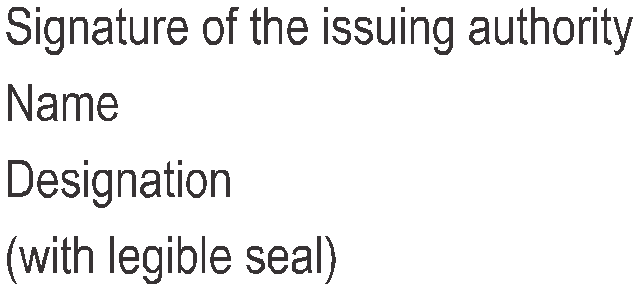 Signature of the issuing authority
Name
Designation
(with legible seal)